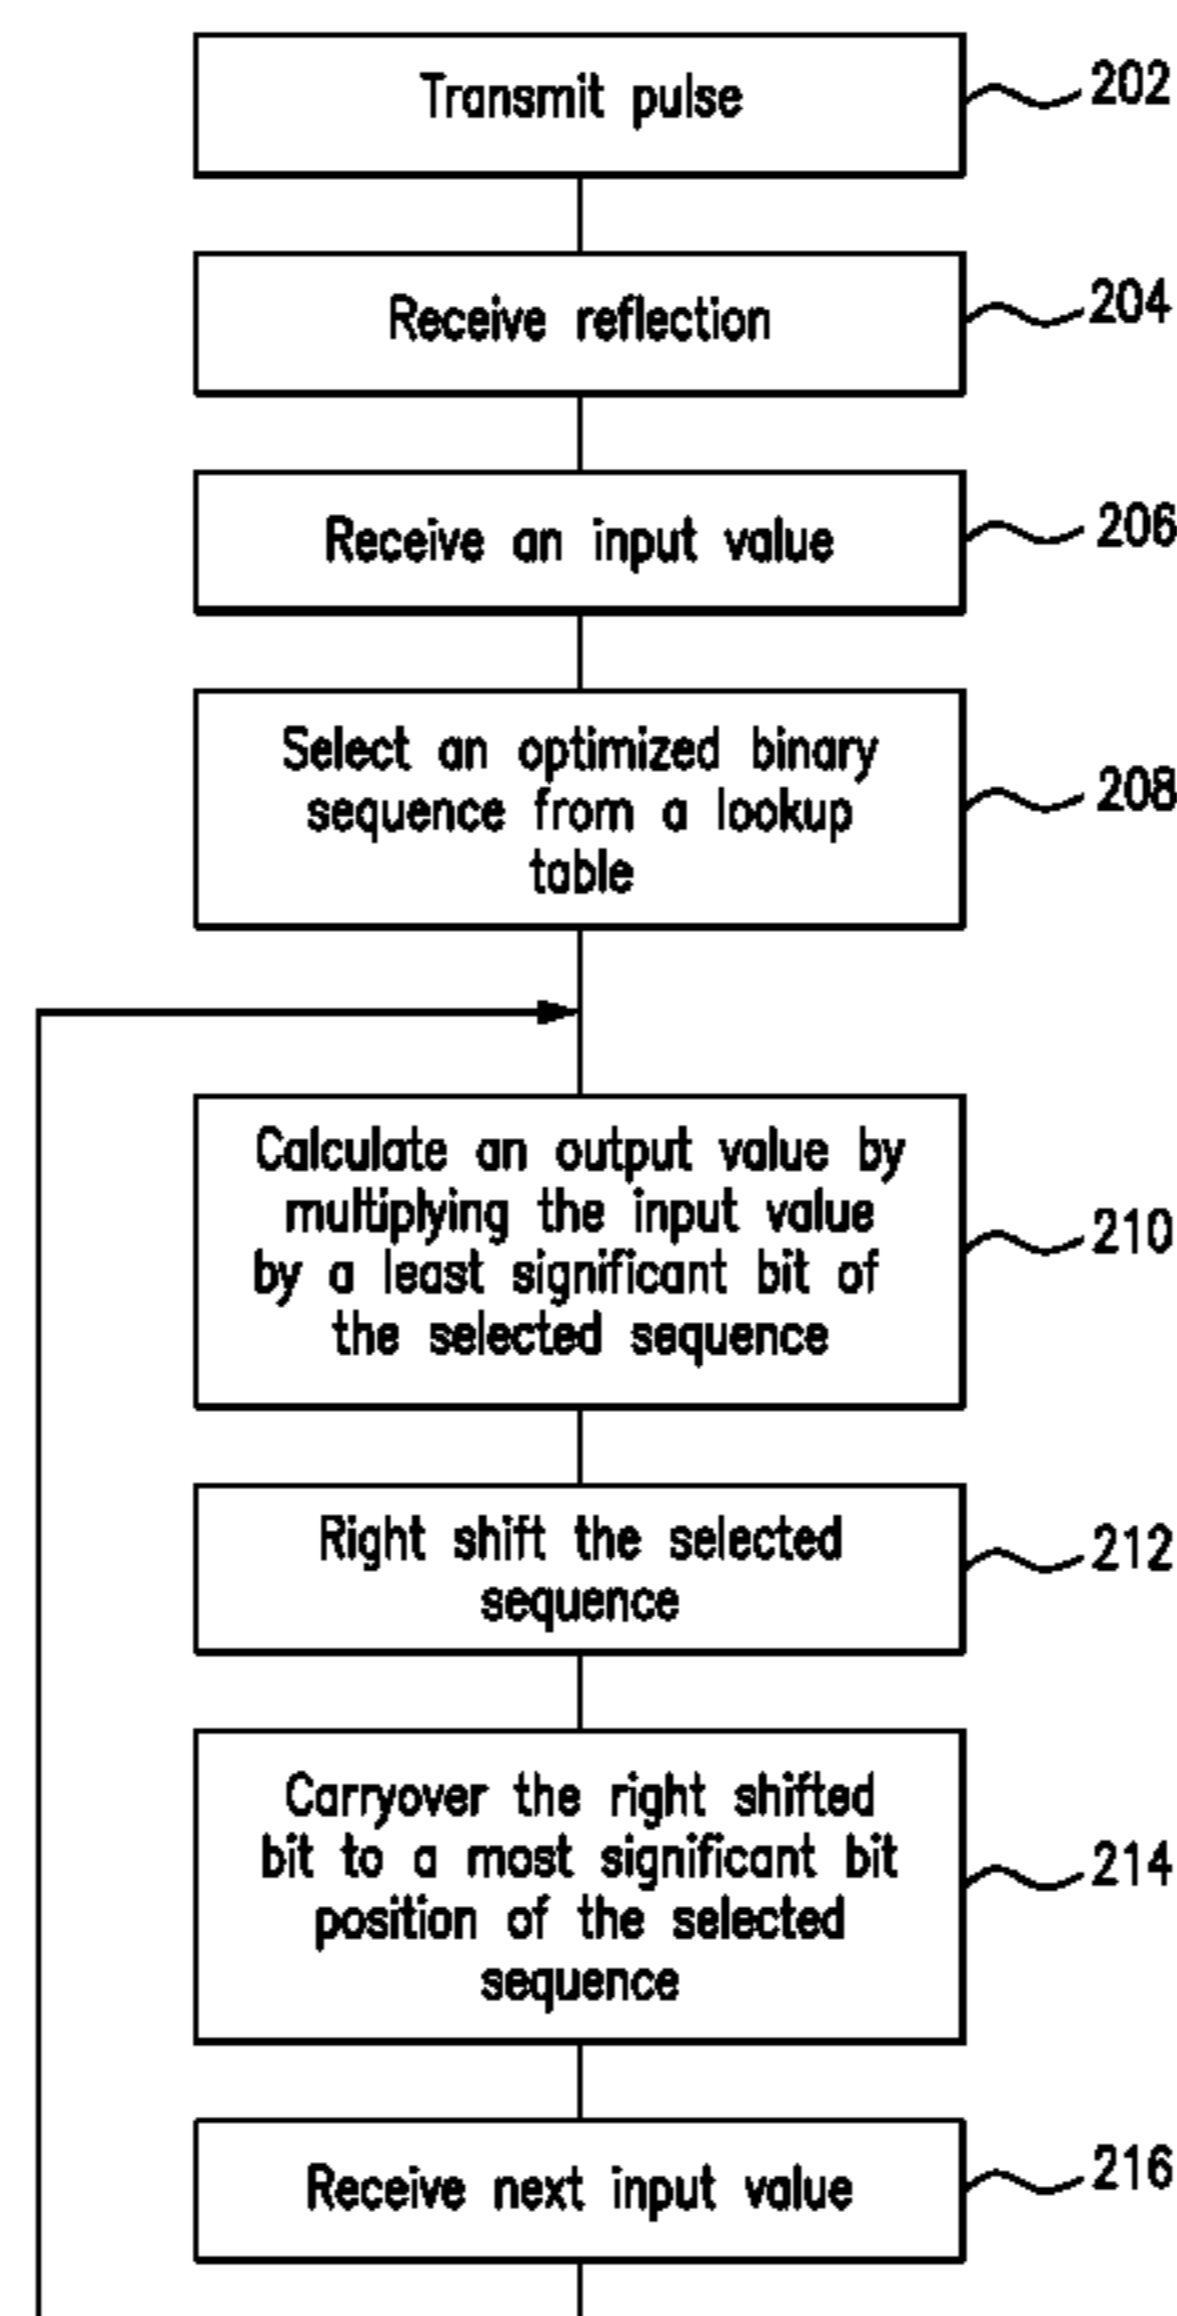 Transmit pulse
202
Receive reflection
204
Receive an input value
206
Select an optimized binary
sequence from a lookup
table
208
Calculate an output value by
multiplying the input value
by a least significant bit of
the selected sequence
210
Right shift the selected
sequence
212
Carryover the right shifted
bit to a most significant bit
position of the selected
sequence
214
Receive next input value
216